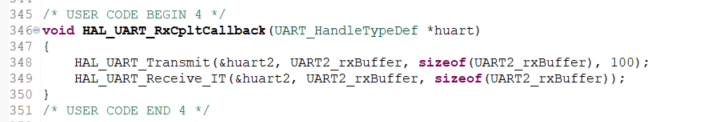 345 /* USER CODE BEGIN 4 */
346 void HAL_UART_RxCpltCallback(UART_HandleTypeDef *huart)
347 {
348     HAL_UART_Transmit(&huart2, UART2_rxBuffer, sizeof(UART2_rxBuffer), 100);
349     HAL_UART_Receive_IT(&huart2, UART2_rxBuffer, sizeof(UART2_rxBuffer));
350 }
351 /* USER CODE END 4 */